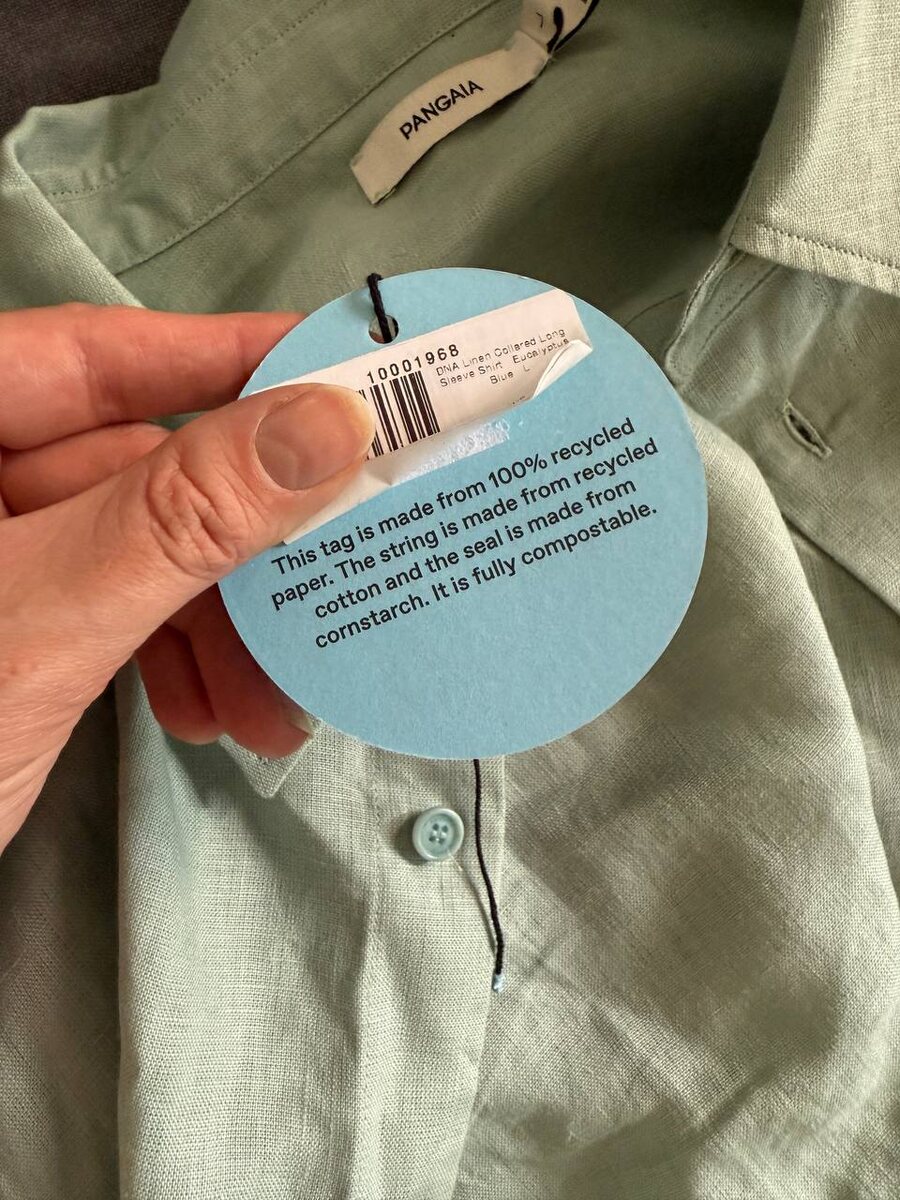 PANGAIA
10001968
DNA Linen Collared Long
Sleeve Shirt Eucalyptus
Blue L
This tag is made from 100% recycled
paper. The string is made from recycled
cotton and the seal is made from
cornstarch. It is fully compostable.